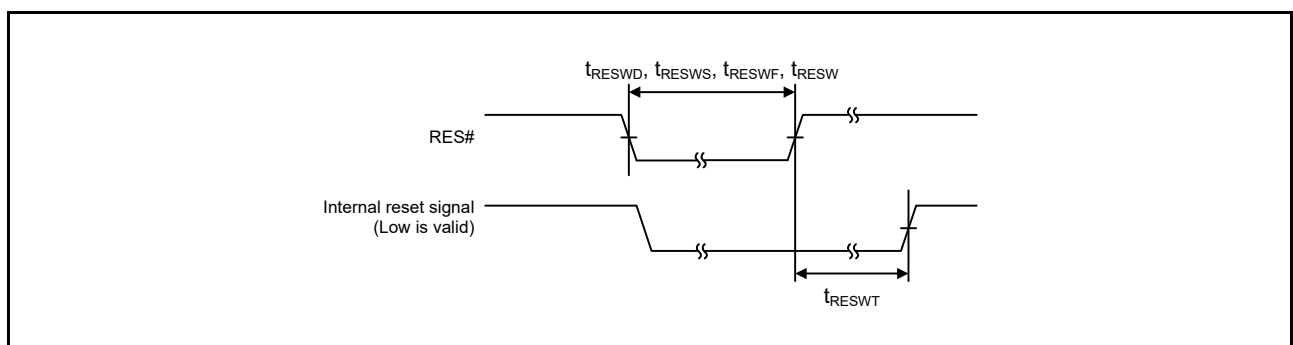 tRESWD, tRESWS, tRESWF, tRESW
RES#
Internal reset signal
(Low is valid)
tRESWT